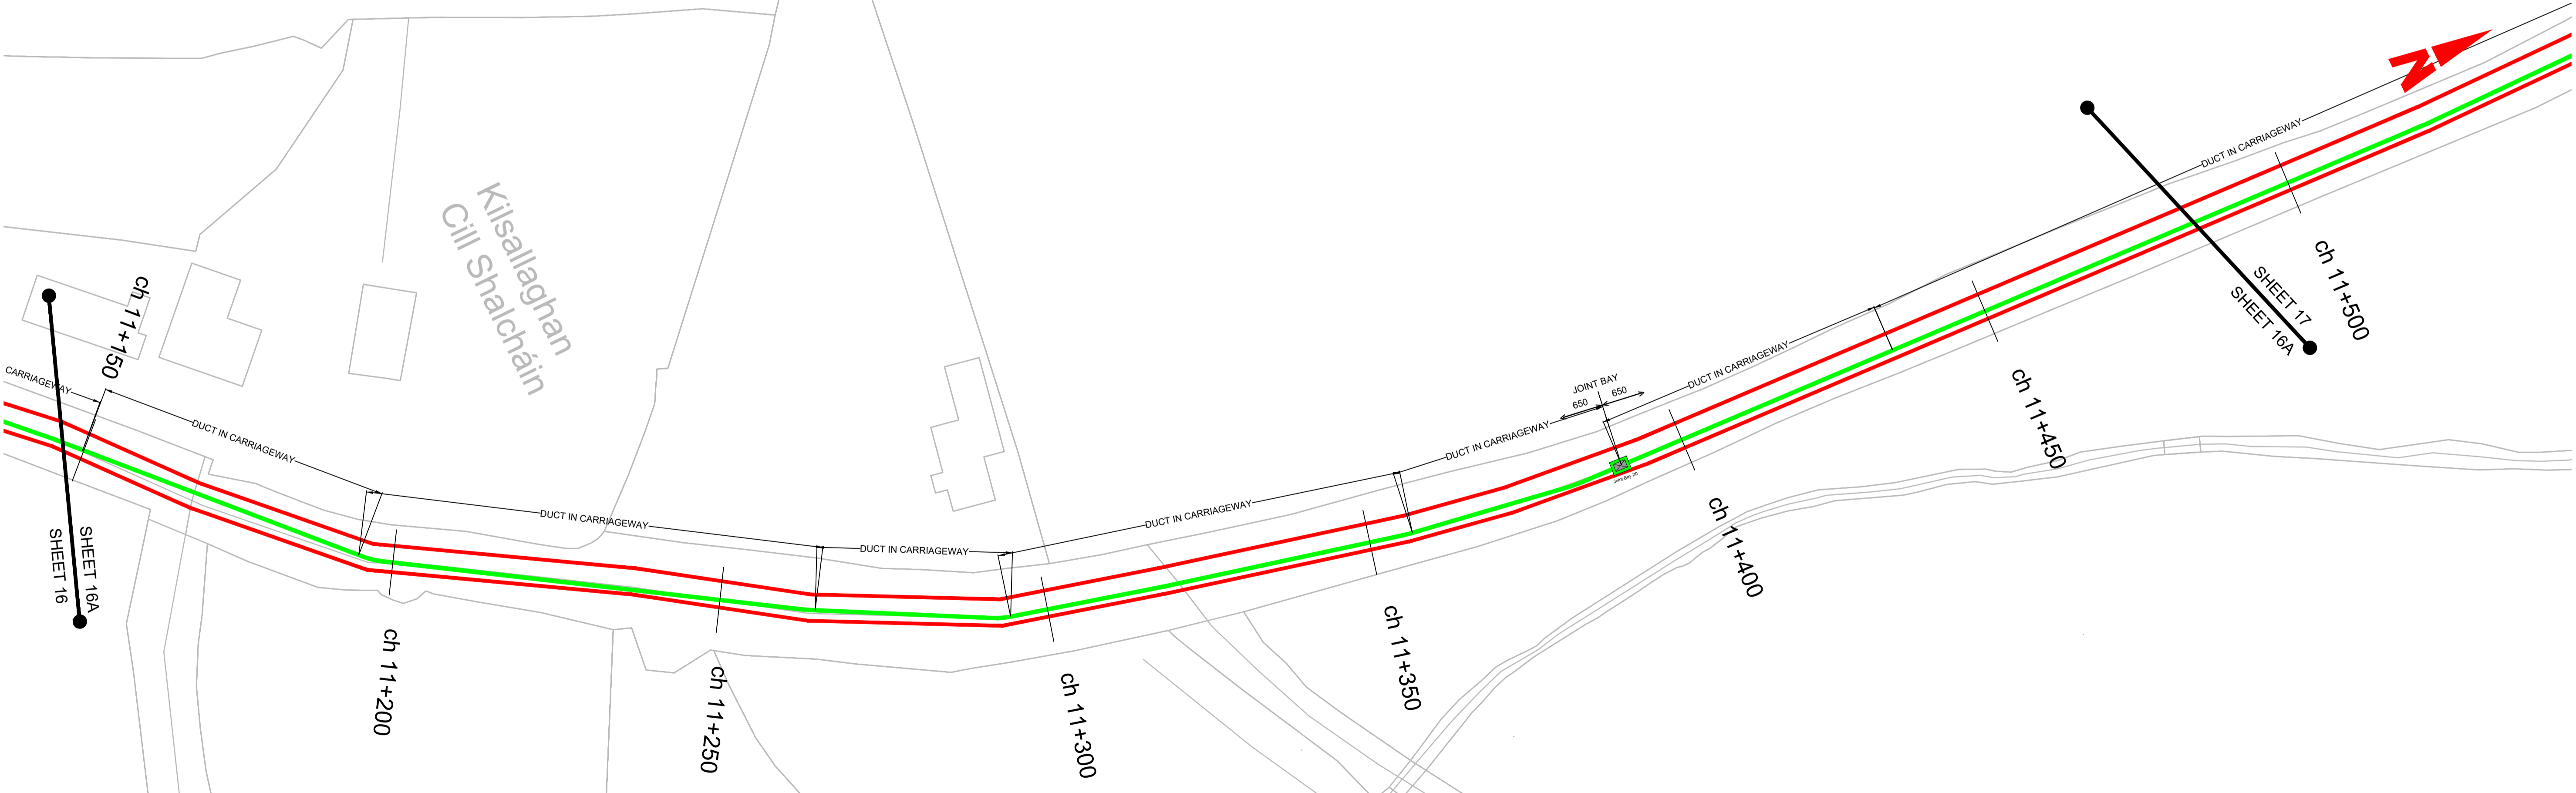 N
Kilsallaghan
Cill Shalcháin
ch 11+150
CARRIAGEWAY
SHEET 16A
SHEET 16
DUCT IN CARRIAGEWAY
ch 11+200
DUCT IN CARRIAGEWAY
ch 11+250
DUCT IN CARRIAGEWAY
ch 11+300
DUCT IN CARRIAGEWAY
ch 11+350
DUCT IN CARRIAGEWAY
JOINT BAY
650
650
Joint Bay 20
ch 11+400
DUCT IN CARRIAGEWAY
ch 11+450
DUCT IN CARRIAGEWAY
SHEET 17
SHEET 16A
ch 11+500